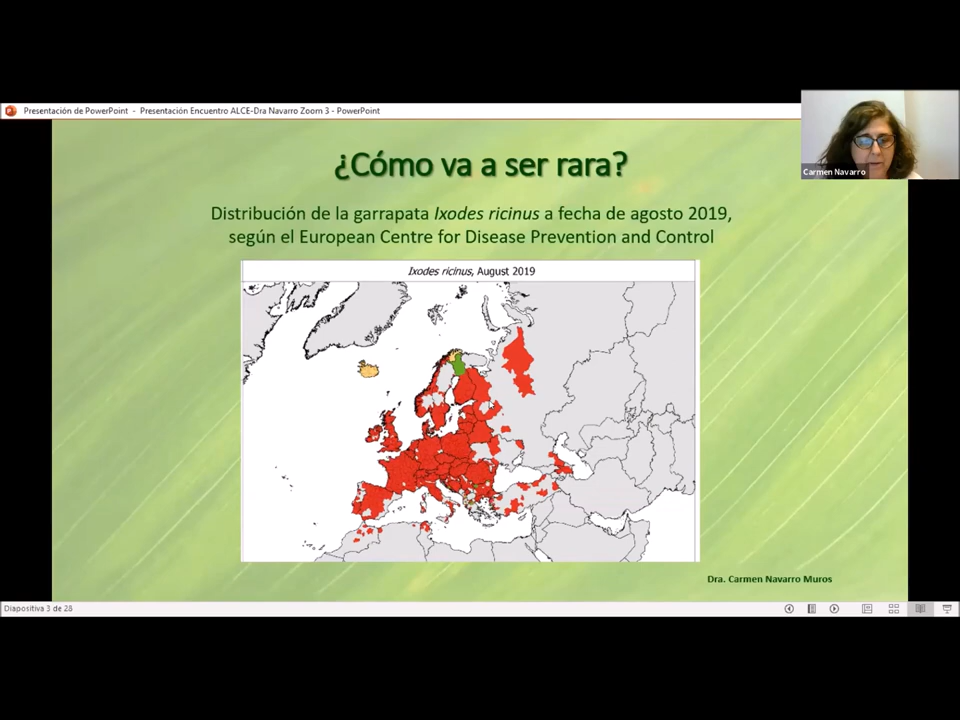 Presentación de PowerPoint - Presentación Encuentro ALCE-Dra Navarro Zoom 3 - PowerPoint
Carmen Navarro
¿Cómo va a ser rara?
Distribución de la garrapata Ixodes ricinus a fecha de agosto 2019,
según el European Centre for Disease Prevention and Control
Ixodes ricinus, August 2019
Dra. Carmen Navarro Muros
Diapositiva 3 de 28